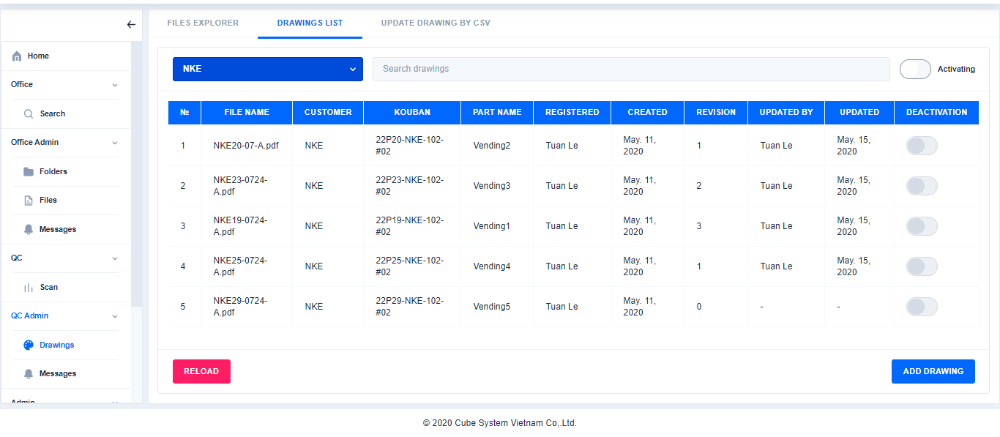 FILES EXPLORER DRAWINGS LIST UPDATE DRAWING BY CSV
Home
Office
Search
Office Admin
Folders
Files
Messages
QC
Scan
QC Admin
Drawings
Messages
Admin
NKE Search drawings Activating
№ FILE NAME CUSTOMER KOUBAN PART NAME REGISTERED CREATED REVISION UPDATED BY UPDATED DEACTIVATION
1 NKE20-07-A.pdf NKE 22P20-NKE-102-#02 Vending2 Tuan Le May. 11, 2020 1 Tuan Le May. 15, 2020
2 NKE23-0724-A.pdf NKE 22P23-NKE-102-#02 Vending3 Tuan Le May. 11, 2020 2 Tuan Le May. 15, 2020
3 NKE19-0724-A.pdf NKE 22P19-NKE-102-#02 Vending1 Tuan Le May. 11, 2020 3 Tuan Le May. 15, 2020
4 NKE25-0724-A.pdf NKE 22P25-NKE-102-#02 Vending4 Tuan Le May. 11, 2020 1 Tuan Le May. 15, 2020
5 NKE29-0724-A.pdf NKE 22P29-NKE-102-#02 Vending5 Tuan Le May. 11, 2020 0 - -
RELOAD ADD DRAWING
© 2020 Cube System Vietnam Co,.Ltd.